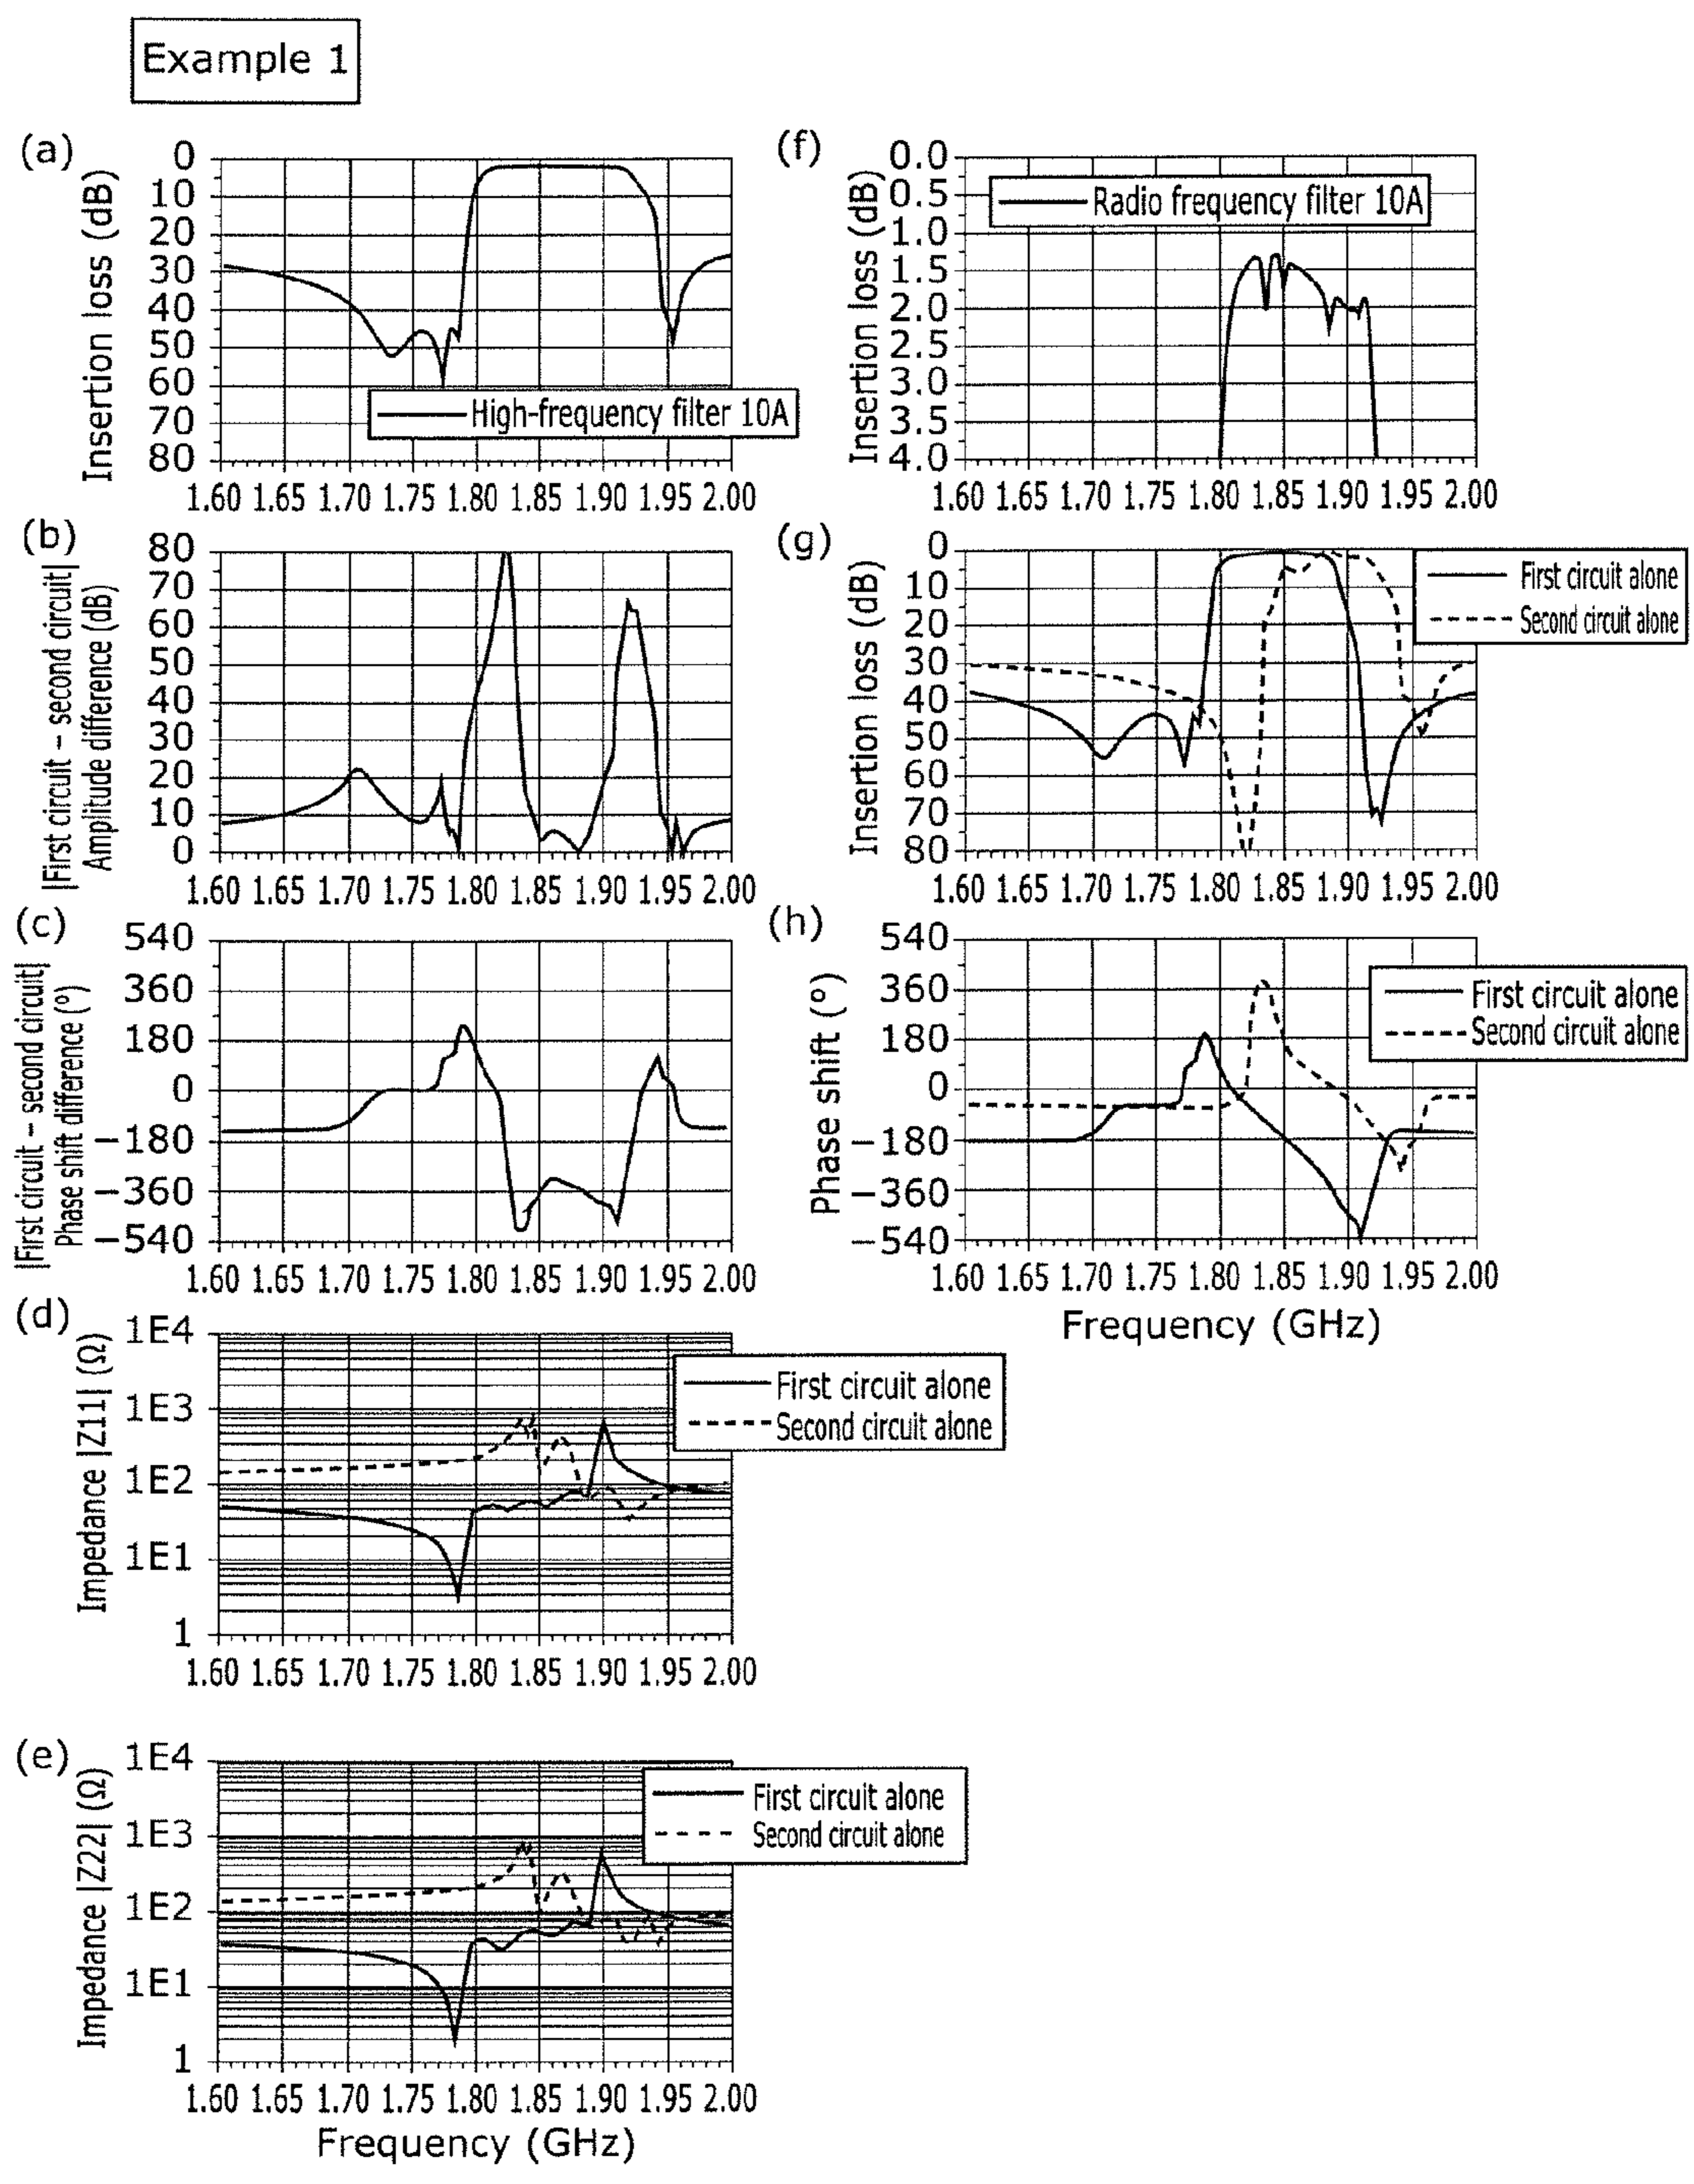 Example 1
(a)
Insertion loss (dB)
0
10
20
30
40
50
60
70
80
High-frequency filter 10A
1.60 1.65 1.70 1.75 1.80 1.85 1.90 1.95 2.00
(f)
Insertion loss (dB)
0.0
0.5
1.0
1.5
2.0
2.5
3.0
3.5
4.0
Radio frequency filter 10A
1.60 1.65 1.70 1.75 1.80 1.85 1.90 1.95 2.00
(b)
|First circuit – second circuit|
Amplitude difference (dB)
80
70
60
50
40
30
20
10
0
1.60 1.65 1.70 1.75 1.80 1.85 1.90 1.95 2.00
(g)
Insertion loss (dB)
0
10
20
30
40
50
60
70
80
First circuit alone
Second circuit alone
1.60 1.65 1.70 1.75 1.80 1.85 1.90 1.95 2.00
(c)
|First circuit – second circuit|
Phase shift difference (°)
540
360
180
0
−180
−360
−540
1.60 1.65 1.70 1.75 1.80 1.85 1.90 1.95 2.00
(h)
Phase shift (°)
540
360
180
0
−180
−360
−540
First circuit alone
Second circuit alone
1.60 1.65 1.70 1.75 1.80 1.85 1.90 1.95 2.00
Frequency (GHz)
(d)
Impedance |Z11| (Ω)
1E4
1E3
1E2
1E1
1
First circuit alone
Second circuit alone
1.60 1.65 1.70 1.75 1.80 1.85 1.90 1.95 2.00
(e)
Impedance |Z22| (Ω)
1E4
1E3
1E2
1E1
1
First circuit alone
Second circuit alone
1.60 1.65 1.70 1.75 1.80 1.85 1.90 1.95 2.00
Frequency (GHz)